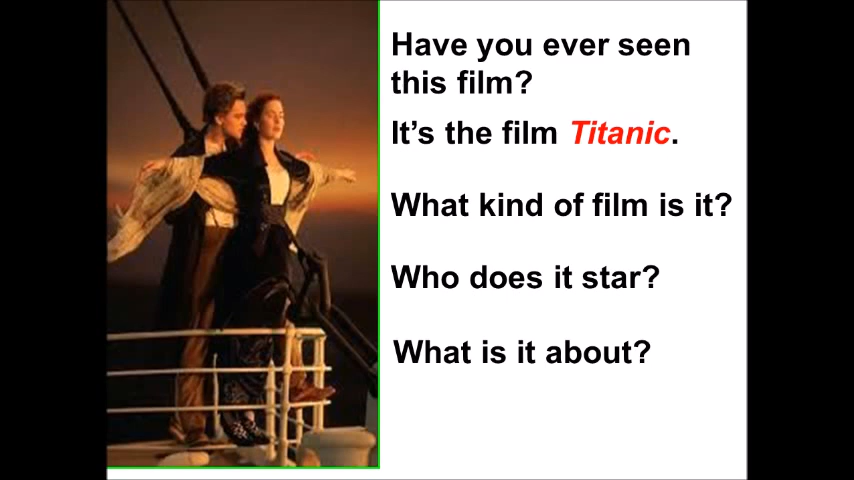 Have you ever seen
this film?
It’s the film Titanic.
What kind of film is it?
Who does it star?
What is it about?